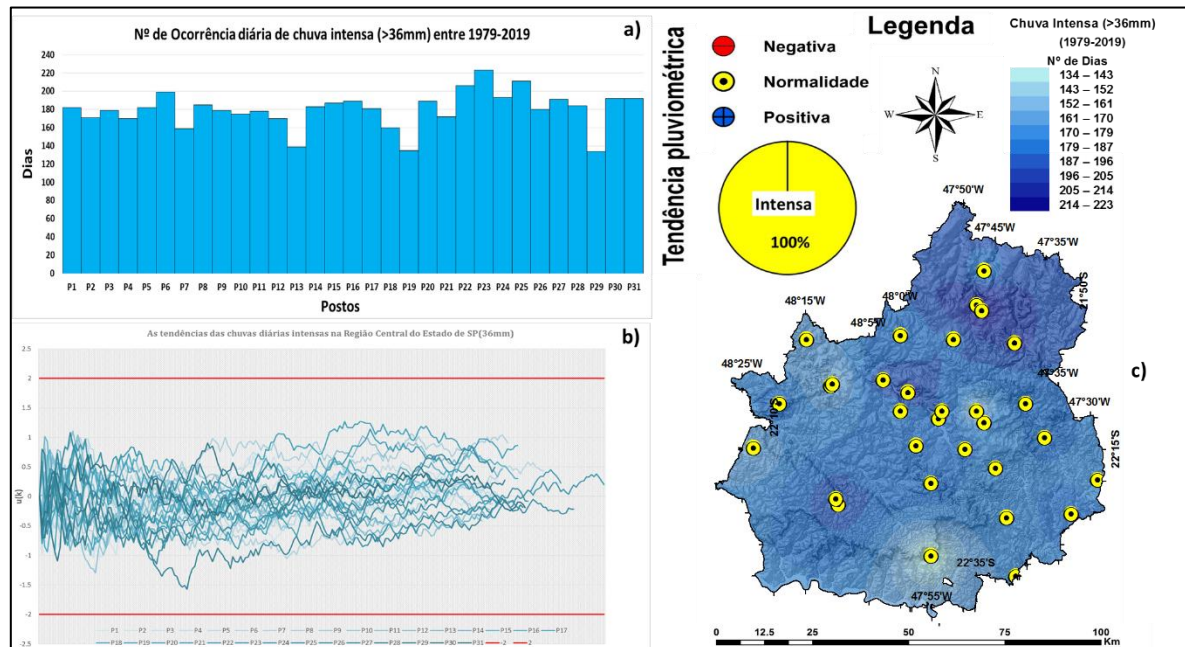 Nº de Ocorrência diária de chuva intensa (>36mm) entre 1979-2019
a)
240
220
200
180
160
140
120
100
80
60
40
20
0
Dias
P1 P2 P3 P4 P5 P6 P7 P8 P9 P10 P11 P12 P13 P14 P15 P16 P17 P18 P19 P20 P21 P22 P23 P24 P25 P26 P27 P28 P29 P30 P31
Postos
As tendências das chuvas diárias intensas na Região Central do Estado de SP(36mm)
b)
2.5
2
1.5
1
0.5
0
-0.5
-1
-1.5
-2
-2.5
u(k)
P1 P2 P3 P4 P5 P6 P7 P8 P9 P10 P11 P12 P13 P14 P15 P16 P17
P18 P19 P20 P21 P22 P23 P24 P25 P26 P27 P28 P29 P30 P31 -2 2
Tendência pluviométrica
Legenda
Negativa
Normalidade
Positiva
Intensa
100%
N
W E
S
Chuva Intensa (>36mm)
(1979-2019)
Nº de Dias
134 – 143
143 – 152
152 – 161
161 – 170
170 – 179
179 – 187
187 – 196
196 – 205
205 – 214
214 – 223
c)
47°50'W
47°45'W
47°35'W
21°50'S
48°0'W
48°15'W
48°5'W
48°25'W
47°35'W
47°30'W
22°10'S
22°15'S
22°35'S
47°55'W
0 12.5 25 50 75 100
Km